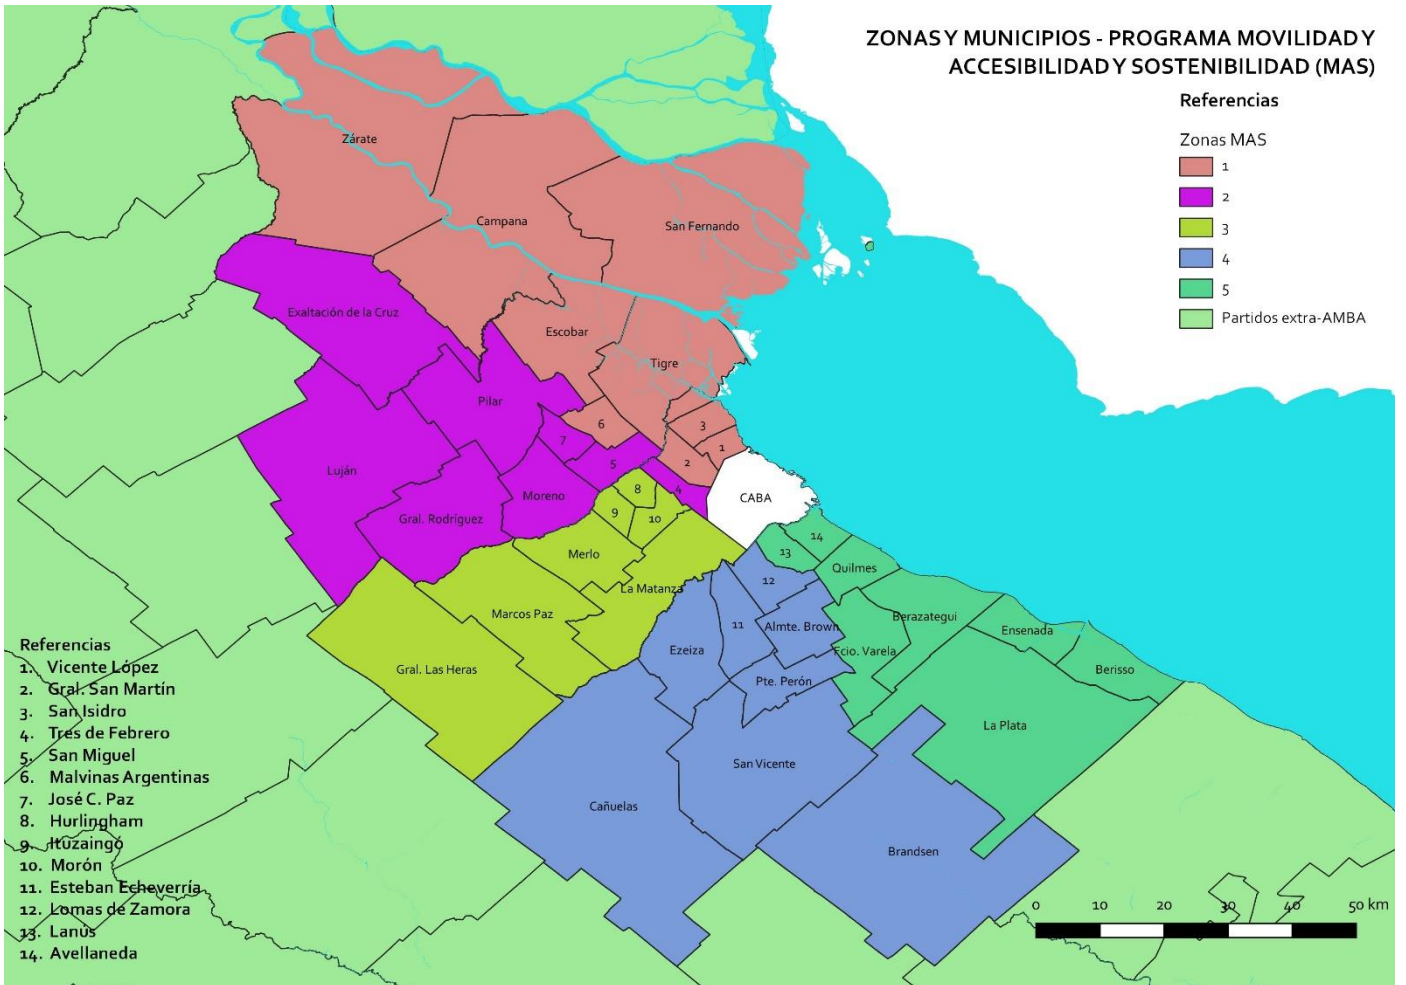 ZONAS Y MUNICIPIOS - PROGRAMA MOVILIDAD Y
ACCESIBILIDAD Y SOSTENIBILIDAD (MAS)
Referencias
Zonas MAS
1
2
3
4
5
Partidos extra-AMBA
Zárate
Campana
San Fernando
Exaltación de la Cruz
Escobar
Tigre
Pilar
6
3
7
1
5
2
Luján
4
8
CABA
Moreno
Gral. Rodríguez
9
10
14
13
Merlo
Quilmes
12
La Matanza
Marcos Paz
Berazategui
11
Almte. Brown
Ensenada
Ezeiza
Fcio. Varela
Gral. Las Heras
Berisso
Pte. Perón
La Plata
San Vicente
Cañuelas
Brandsen
Referencias
1. Vicente López
2. Gral. San Martín
3. San Isidro
4. Tres de Febrero
5. San Miguel
6. Malvinas Argentinas
7. José C. Paz
8. Hurlingham
9. Ituzaingó
10. Morón
11. Esteban Echeverría
12. Lomas de Zamora
13. Lanús
14. Avellaneda
0 10 20 30 40 50 km